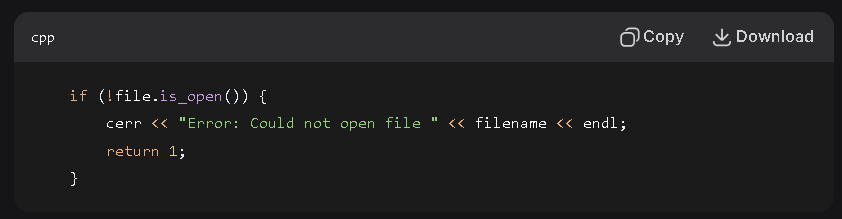 cpp
Copy
Download
if (!file.is_open()) {
    cerr << "Error: Could not open file " << filename << endl;
    return 1;
}